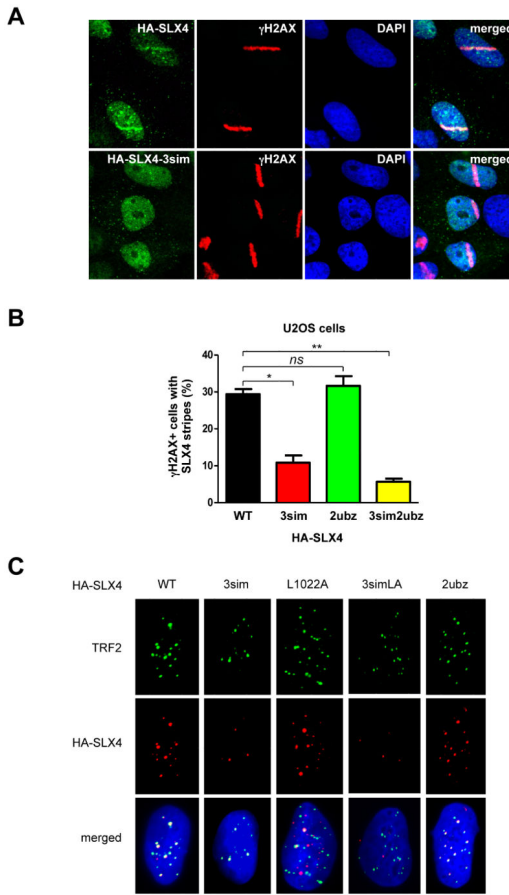 A
HA-SLX4 γH2AX DAPI merged
HA-SLX4-3sim γH2AX DAPI merged
B
U2OS cells
**
ns
*
γH2AX+ cells with
SLX4 stripes (%)
40
30
20
10
0
WT 3sim 2ubz 3sim2ubz
HA-SLX4
C
HA-SLX4 WT 3sim L1022A 3simLA 2ubz
TRF2
HA-SLX4
merged